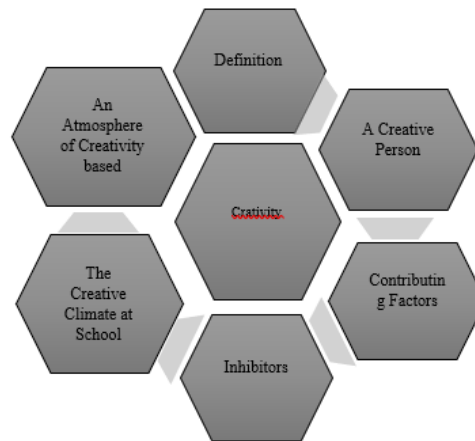 Definition
An
Atmosphere
of Creativity
based
A Creative
Person
Crativity
The
Creative
Climate at
School
Contributin
g Factors
Inhibitors